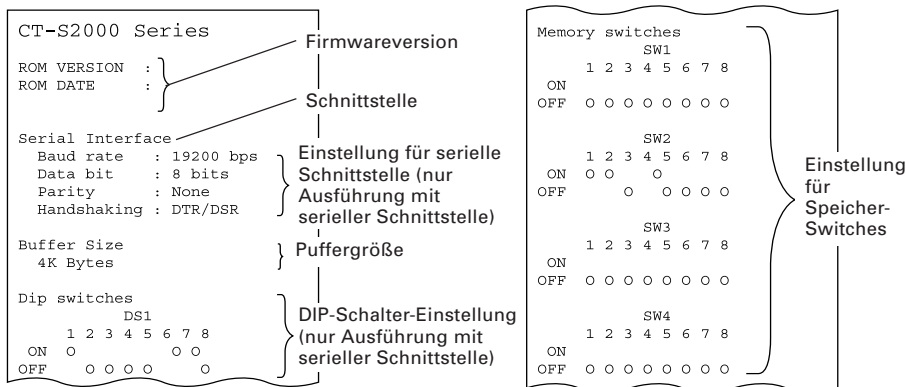 CT-S2000 Series
Firmwareversion
ROM VERSION :
ROM DATE :
Schnittstelle
Serial Interface
Baud rate : 19200 bps
Data bit : 8 bits
Parity : None
Handshaking : DTR/DSR
Einstellung für serielle
Schnittstelle (nur
Ausführung mit
serieller Schnittstelle)
Buffer Size
4K Bytes
Puffergröße
Dip switches
DS1
1 2 3 4 5 6 7 8
ON O O O
OFF O O O O O
DIP-Schalter-Einstellung
(nur Ausführung mit
serieller Schnittstelle)
Memory switches
SW1
1 2 3 4 5 6 7 8
ON
OFF O O O O O O O O
SW2
1 2 3 4 5 6 7 8
ON O O O
OFF O O O O O
SW3
1 2 3 4 5 6 7 8
ON
OFF O O O O O O O O
SW4
1 2 3 4 5 6 7 8
ON
OFF O O O O O O O O
Einstellung
für
Speicher-
Switches